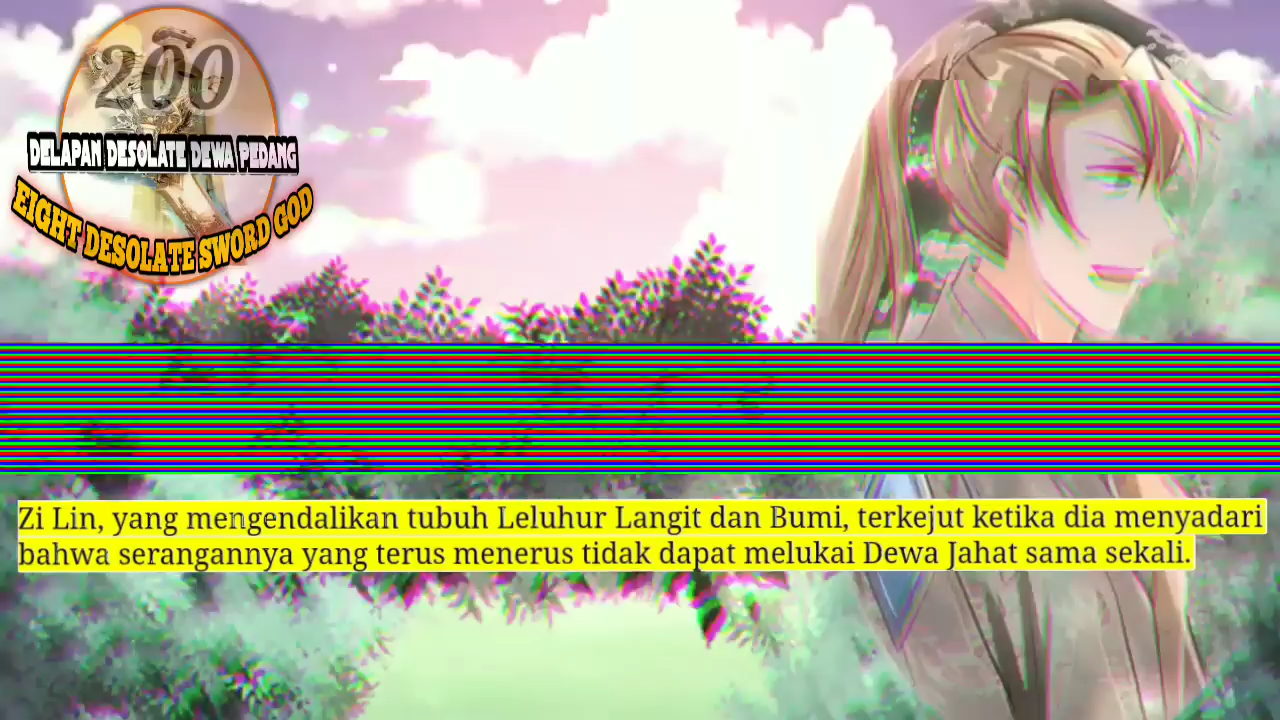 200
DELAPAN DESOLATE DEWA PEDANG
EIGHT DESOLATE SWORD GOD
Zi Lin, yang mengendalikan tubuh Leluhur Langit dan Bumi, terkejut ketika dia menyadari
bahwa serangannya yang terus menerus tidak dapat melukai Dewa Jahat sama sekali.